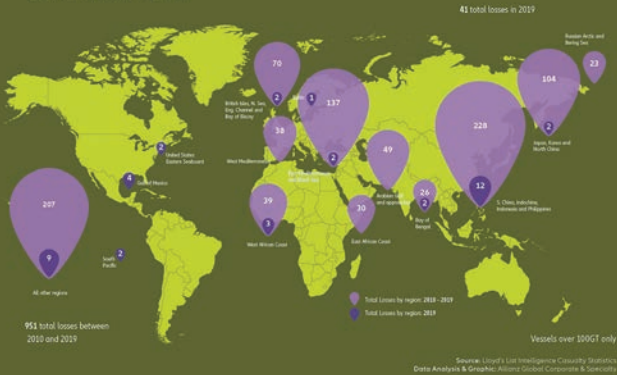 41 total losses in 2019
Russian Arctic and
Bering Sea
23
70
104
2
British Isles, N. Sea,
Eng. Channel and
Bay of Biscay
1
137
2
Japan, Korea and
North China
228
38
2
United States
Eastern Seaboard
West Mediterranean
2
49
4
Gulf of Mexico
Arabian Gulf
and approaches
12
S. China, Indochina,
Indonesia and Philippines
26
2
Bay of
Bengal
207
39
30
3
West African Coast
East African Coast
9
South
Pacific
2
All other regions
Total Losses by region: 2010 - 2019
Total Losses by region: 2019
951 total losses between
2010 and 2019
Vessels over 100GT only
Source: Lloyd's List Intelligence Casualty Statistics
Data Analysis & Graphic: Allianz Global Corporate & Specialty